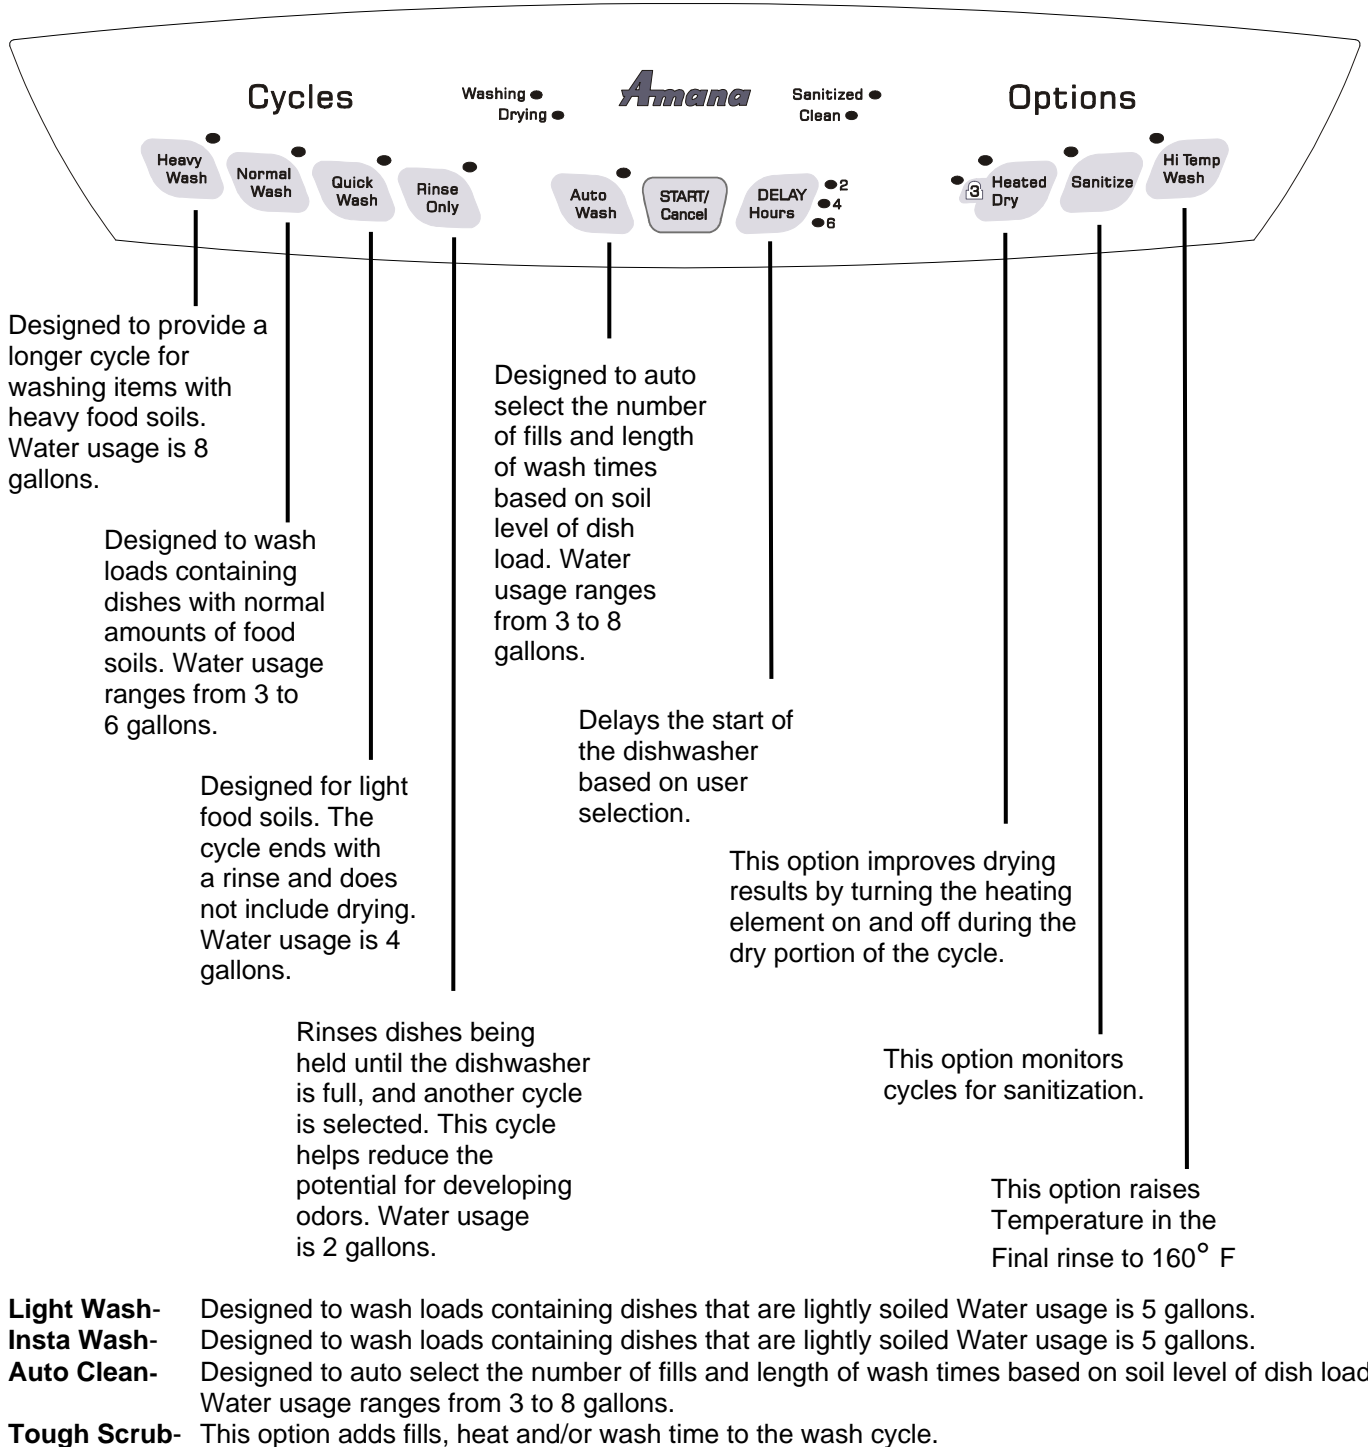 Cycles
Washing
Drying
Amana
Sanitized
Clean
Options
Heavy
Wash
Normal
Wash
Quick
Wash
Rinse
Only
Auto
Wash
START/
Cancel
DELAY
Hours
2
4
6
3
Heated
Dry
Sanitize
Hi Temp
Wash
Designed to provide a
longer cycle for
washing items with
heavy food soils.
Water usage is 8
gallons.
Designed to wash
loads containing
dishes with normal
amounts of food
soils. Water usage
ranges from 3 to
6 gallons.
Designed for light
food soils. The
cycle ends with
a rinse and does
not include drying.
Water usage is 4
gallons.
Rinses dishes being
held until the dishwasher
is full, and another cycle
is selected. This cycle
helps reduce the
potential for developing
odors. Water usage
is 2 gallons.
Designed to auto
select the number
of fills and length
of wash times
based on soil
level of dish
load. Water
usage ranges
from 3 to 8
gallons.
Delays the start of
the dishwasher
based on user
selection.
This option improves drying
results by turning the heating
element on and off during the
dry portion of the cycle.
This option monitors
cycles for sanitization.
This option raises
Temperature in the
Final rinse to 160° F
Light Wash- Designed to wash loads containing dishes that are lightly soiled Water usage is 5 gallons.
Insta Wash- Designed to wash loads containing dishes that are lightly soiled Water usage is 5 gallons.
Auto Clean- Designed to auto select the number of fills and length of wash times based on soil level of dish load
Water usage ranges from 3 to 8 gallons.
Tough Scrub- This option adds fills, heat and/or wash time to the wash cycle.